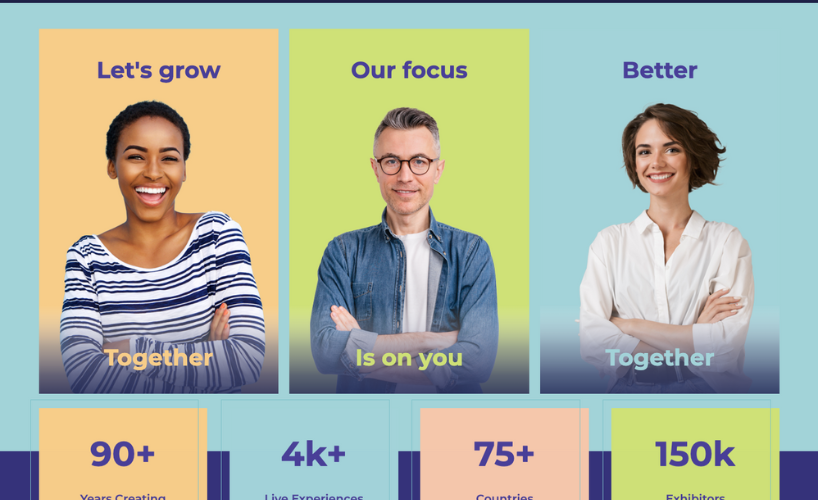 Let's grow
Together
Our focus
Is on you
Better
Together
90+
Years Creating
4k+
Live Experiences
75+
Countries
150k
Exhibitors